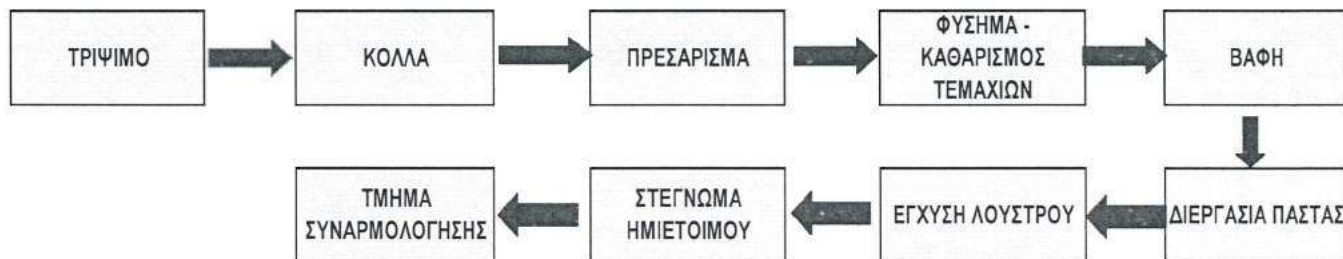 ΤΡΙΨΙΜΟ
ΚΟΛΛΑ
ΠΡΕΣΑΡΙΣΜΑ
ΦΥΣΗΜΑ -
ΚΑΘΑΡΙΣΜΟΣ
ΤΕΜΑΧΙΩΝ
ΒΑΦΗ
ΔΙΕΡΓΑΣΙΑ ΠΑΣΤΑΣ
ΕΓΧΥΣΗ ΛΟΥΣΤΡΟΥ
ΣΤΕΓΝΩΜΑ
ΗΜΙΕΤΟΙΜΟΥ
ΤΜΗΜΑ
ΣΥΝΑΡΜΟΛΟΓΗΣΗΣ